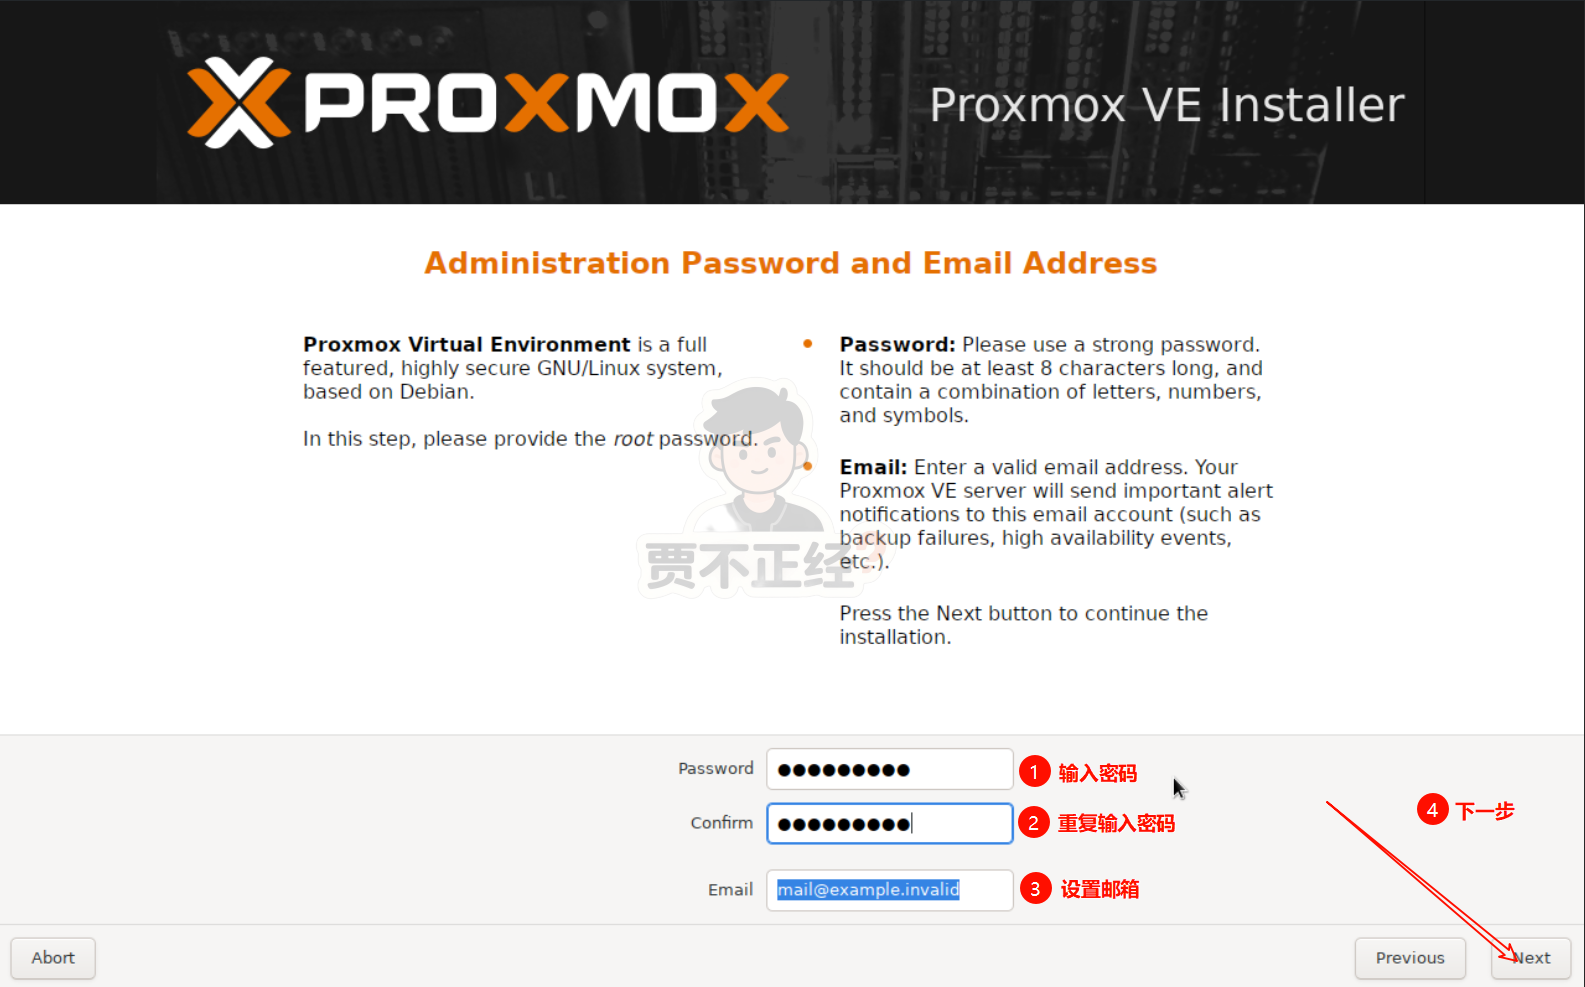 PROXMOX
Proxmox VE Installer
Administration Password and Email Address
Proxmox Virtual Environment is a full
featured, highly secure GNU/Linux system,
based on Debian.
In this step, please provide the root password.
Password: Please use a strong password.
It should be at least 8 characters long, and
contain a combination of letters, numbers,
and symbols.
Email: Enter a valid email address. Your
Proxmox VE server will send important alert
notifications to this email account (such as
backup failures, high availability events,
etc.).
Press the Next button to continue the
installation.
贾不正经?
Password ●●●●●●●●● 1 输入密码
Confirm ●●●●●●●●● 2 重复输入密码
4 下一步
Email mail@example.invalid 3 设置邮箱
Abort Previous Next